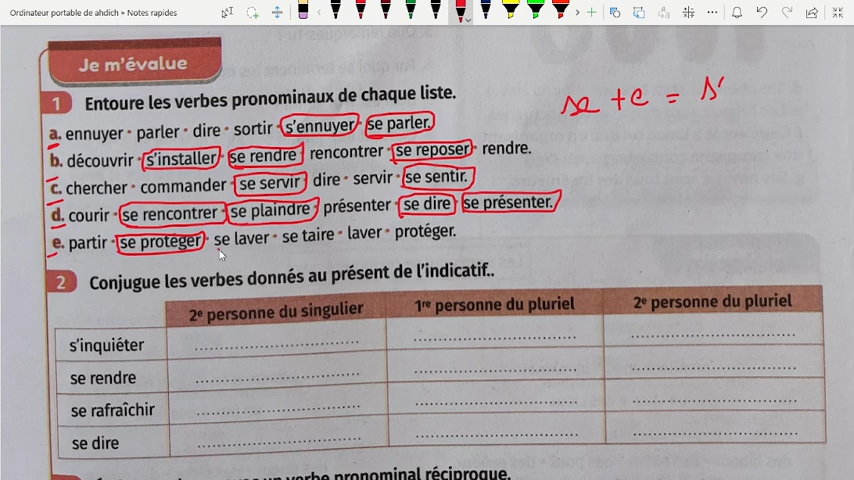 Ordinateur portable de ahdich • Notes rapides
Je m'évalue
se + e = s'
1 Entoure les verbes pronominaux de chaque liste.
a. ennuyer • parler • dire • sortir • s'ennuyer • se parler.
b. découvrir • s'installer • se rendre • rencontrer • se reposer • rendre.
c. chercher • commander • se servir • dire • servir • se sentir.
d. courir • se rencontrer • se plaindre • présenter • se dire • se présenter.
e. partir • se protéger • se laver • se taire • laver • protéger.
2 Conjugue les verbes donnés au présent de l'indicatif..
2e personne du singulier 1re personne du pluriel 2e personne du pluriel
s'inquiéter
se rendre
se rafraîchir
se dire
un verbe pronominal réciproque.